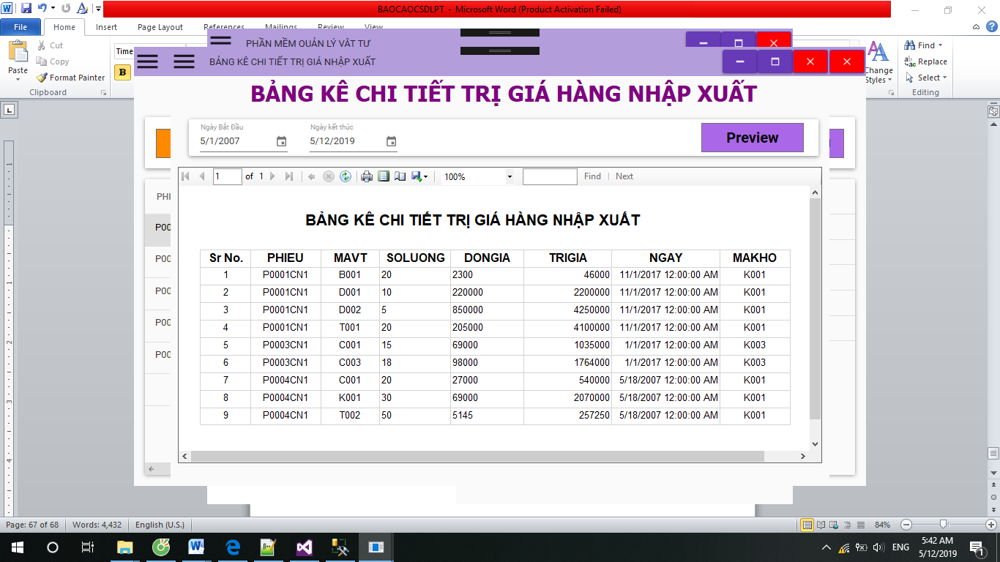 BAOCAOCSDLPT - Microsoft Word (Product Activation Failed)
File Home Insert Page Layout References Mailings Review View
PHẦN MỀM QUẢN LÝ VẬT TƯ
BẢNG KÊ CHI TIẾT TRỊ GIÁ NHẬP XUẤT
Paste
Cut
Copy
Format Painter
Clipboard
Time
B
Change
Styles
Find
Replace
Select
Editing
BẢNG KÊ CHI TIẾT TRỊ GIÁ HÀNG NHẬP XUẤT
Ngày Bắt Đầu
5/1/2007
Ngày kết thúc
5/12/2019
Preview
1 of 1 100% Find | Next
PHI
P00
P00
P00
P00
P00
BẢNG KÊ CHI TIẾT TRỊ GIÁ HÀNG NHẬP XUẤT
Sr No. PHIEU MAVT SOLUONG DONGIA TRIGIA NGAY MAKHO
1 P0001CN1 B001 20 2300 46000 11/1/2017 12:00:00 AM K001
2 P0001CN1 D001 10 220000 2200000 11/1/2017 12:00:00 AM K001
3 P0001CN1 D002 5 850000 4250000 11/1/2017 12:00:00 AM K001
4 P0001CN1 T001 20 205000 4100000 11/1/2017 12:00:00 AM K001
5 P0003CN1 C001 15 69000 1035000 1/1/2017 12:00:00 AM K003
6 P0003CN1 C003 18 98000 1764000 1/1/2017 12:00:00 AM K003
7 P0004CN1 C001 20 27000 540000 5/18/2007 12:00:00 AM K001
8 P0004CN1 K001 30 69000 2070000 5/18/2007 12:00:00 AM K001
9 P0004CN1 T002 50 5145 257250 5/18/2007 12:00:00 AM K001
Page: 67 of 68 Words: 4,432 English (U.S.) 84%
ENG
5:42 AM
5/12/2019
1